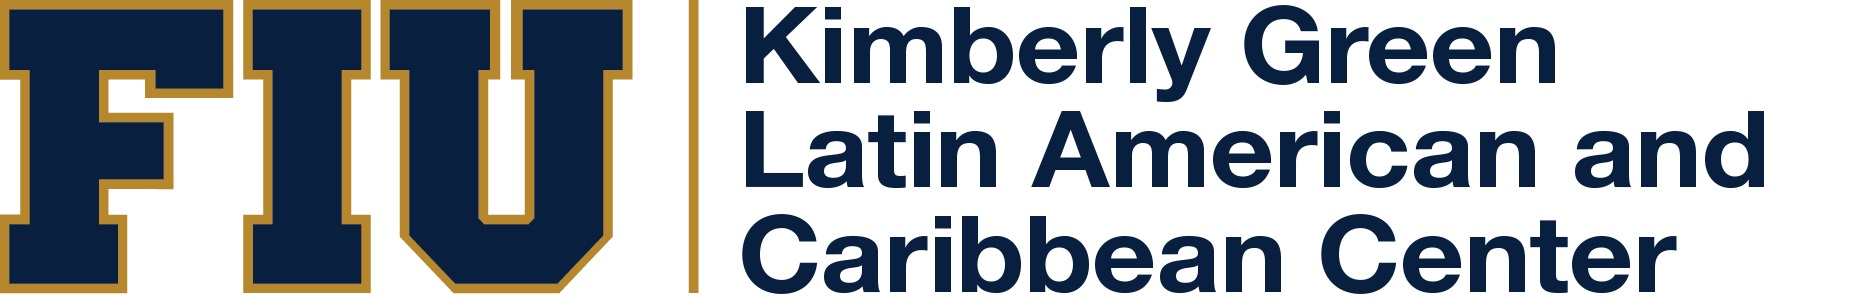 FIU
Kimberly Green
Latin American and
Caribbean Center